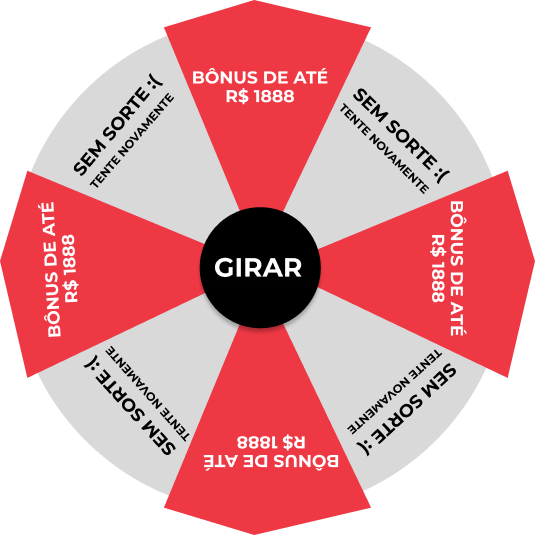 BÔNUS DE ATÉ
R$ 1888
SEM SORTE :(
TENTE NOVAMENTE
SEM SORTE :(
TENTE NOVAMENTE
BÔNUS DE ATÉ
R$ 1888
GIRAR
BÔNUS DE ATÉ
R$ 1888
SEM SORTE :(
TENTE NOVAMENTE
SEM SORTE :(
TENTE NOVAMENTE
BÔNUS DE ATÉ
R$ 1888